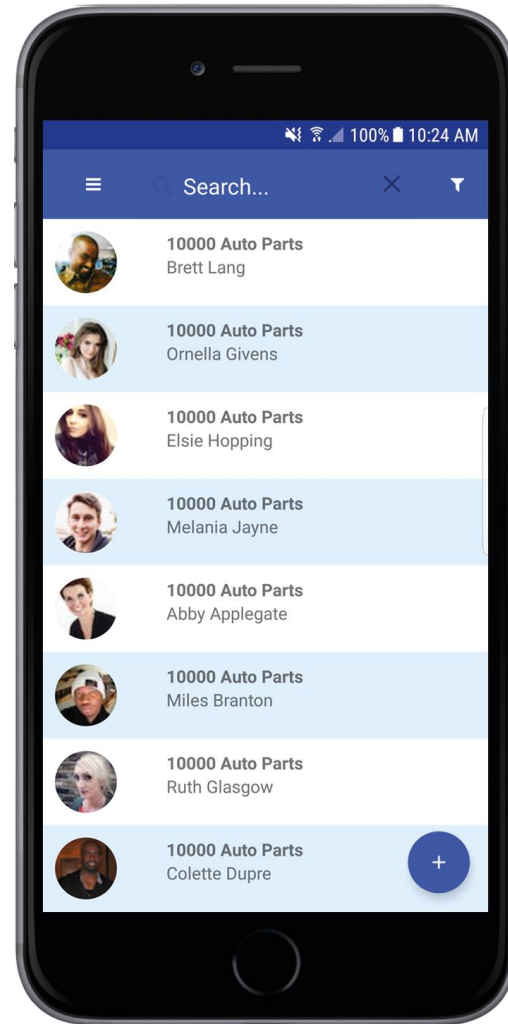 100% 10:24 AM
Search...
10000 Auto Parts
Brett Lang
10000 Auto Parts
Ornella Givens
10000 Auto Parts
Elsie Hopping
10000 Auto Parts
Melania Jayne
10000 Auto Parts
Abby Applegate
10000 Auto Parts
Miles Branton
10000 Auto Parts
Ruth Glasgow
10000 Auto Parts
Colette Dupre
+